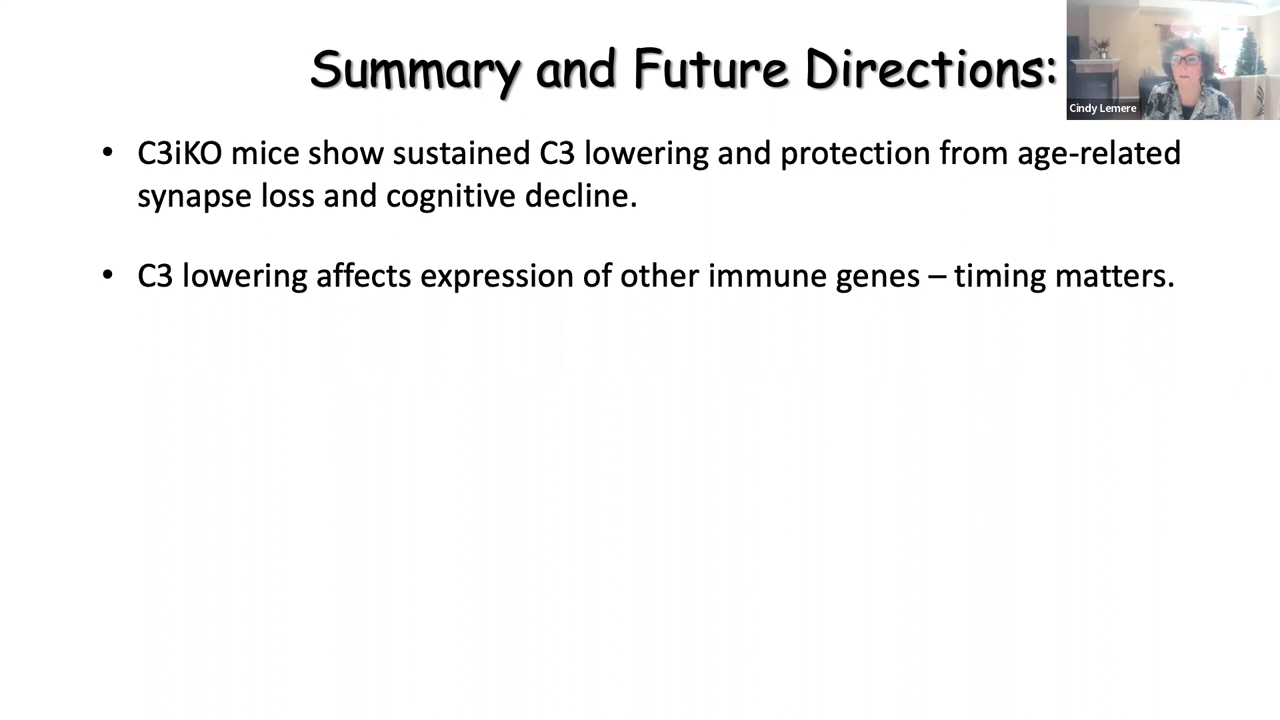 Summary and Future Directions:
Cindy Lemere
• C3iKO mice show sustained C3 lowering and protection from age-related
synapse loss and cognitive decline.
• C3 lowering affects expression of other immune genes – timing matters.